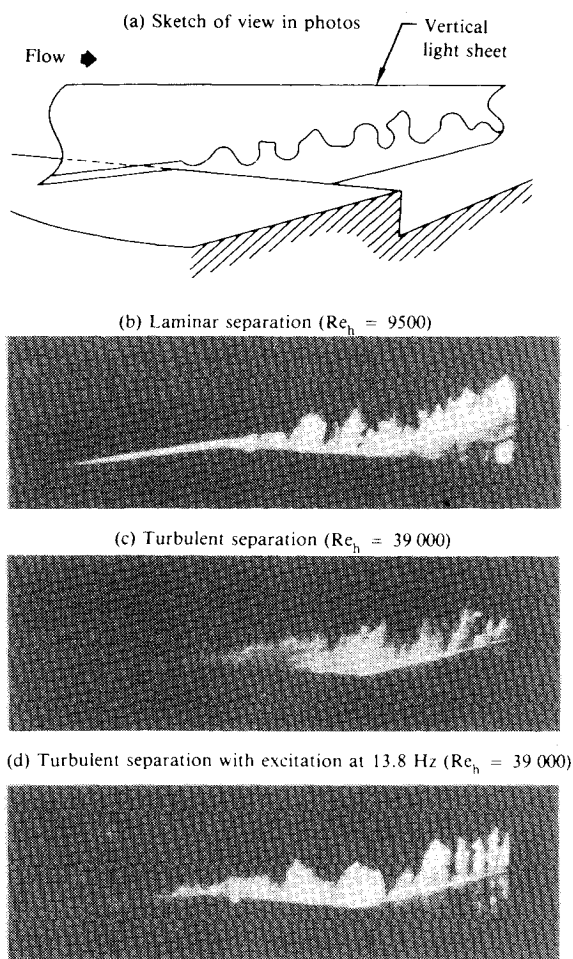 (a) Sketch of view in photos
Flow
Vertical
light sheet
(b) Laminar separation (Re_h = 9500)
(c) Turbulent separation (Re_h = 39 000)
(d) Turbulent separation with excitation at 13.8 Hz (Re_h = 39 000)